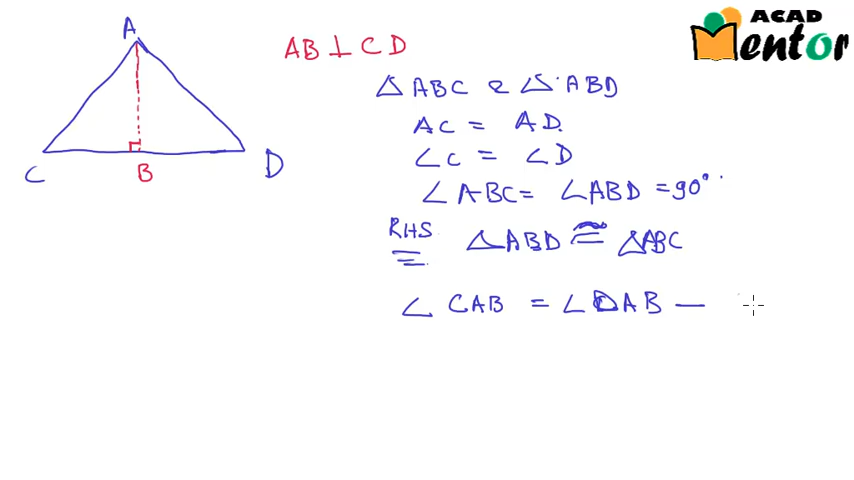 ACAD
mentor
A
C
B
D
AB ⊥ CD
△ ABC & △ ABD
AC = AD.
∠C = ∠D
∠ABC = ∠ABD = 90°.
RHS △ABD ≅ △ABC
∠ CAB = ∠DAB —